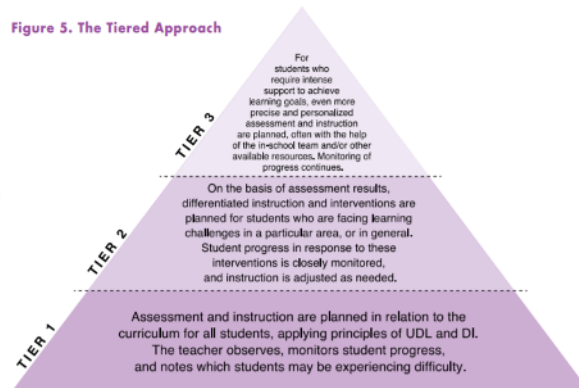 Figure 5. The Tiered Approach
TIER 3
For
students who
require intense
support to achieve
learning goals, even more
precise and personalized
assessment and instruction
are planned, often with the help
of the in-school team and/or other
available resources. Monitoring of
progress continues.
TIER 2
On the basis of assessment results,
differentiated instruction and interventions are
planned for students who are facing learning
challenges in a particular area, or in general.
Student progress in response to these
interventions is closely monitored,
and instruction is adjusted as needed.
TIER 1
Assessment and instruction are planned in relation to the
curriculum for all students, applying principles of UDL and DI.
The teacher observes, monitors student progress,
and notes which students may be experiencing difficulty.